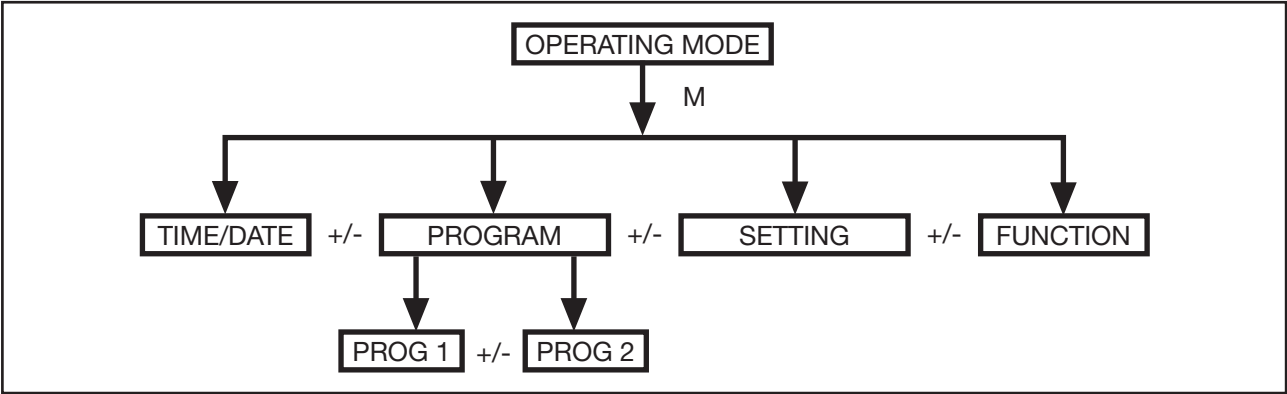 OPERATING MODE
M
TIME/DATE +/- PROGRAM +/- SETTING +/- FUNCTION
PROG 1 +/- PROG 2